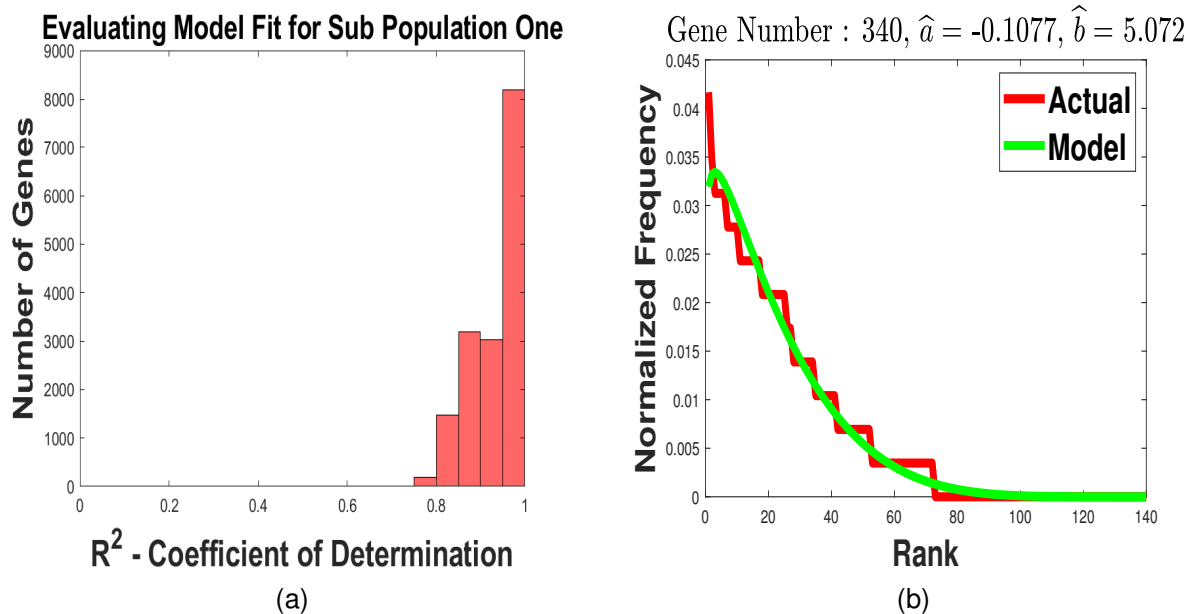 Evaluating Model Fit for Sub Population One
9000
8000
7000
6000
5000
4000
3000
2000
1000
0
Number of Genes
0 0.2 0.4 0.6 0.8 1
R² - Coefficient of Determination
(a)
Gene Number : 340, â = -0.1077, b̂ = 5.072
0.045
0.04
0.035
0.03
0.025
0.02
0.015
0.01
0.005
0
Normalized Frequency
Actual
Model
0 20 40 60 80 100 120 140
Rank
(b)